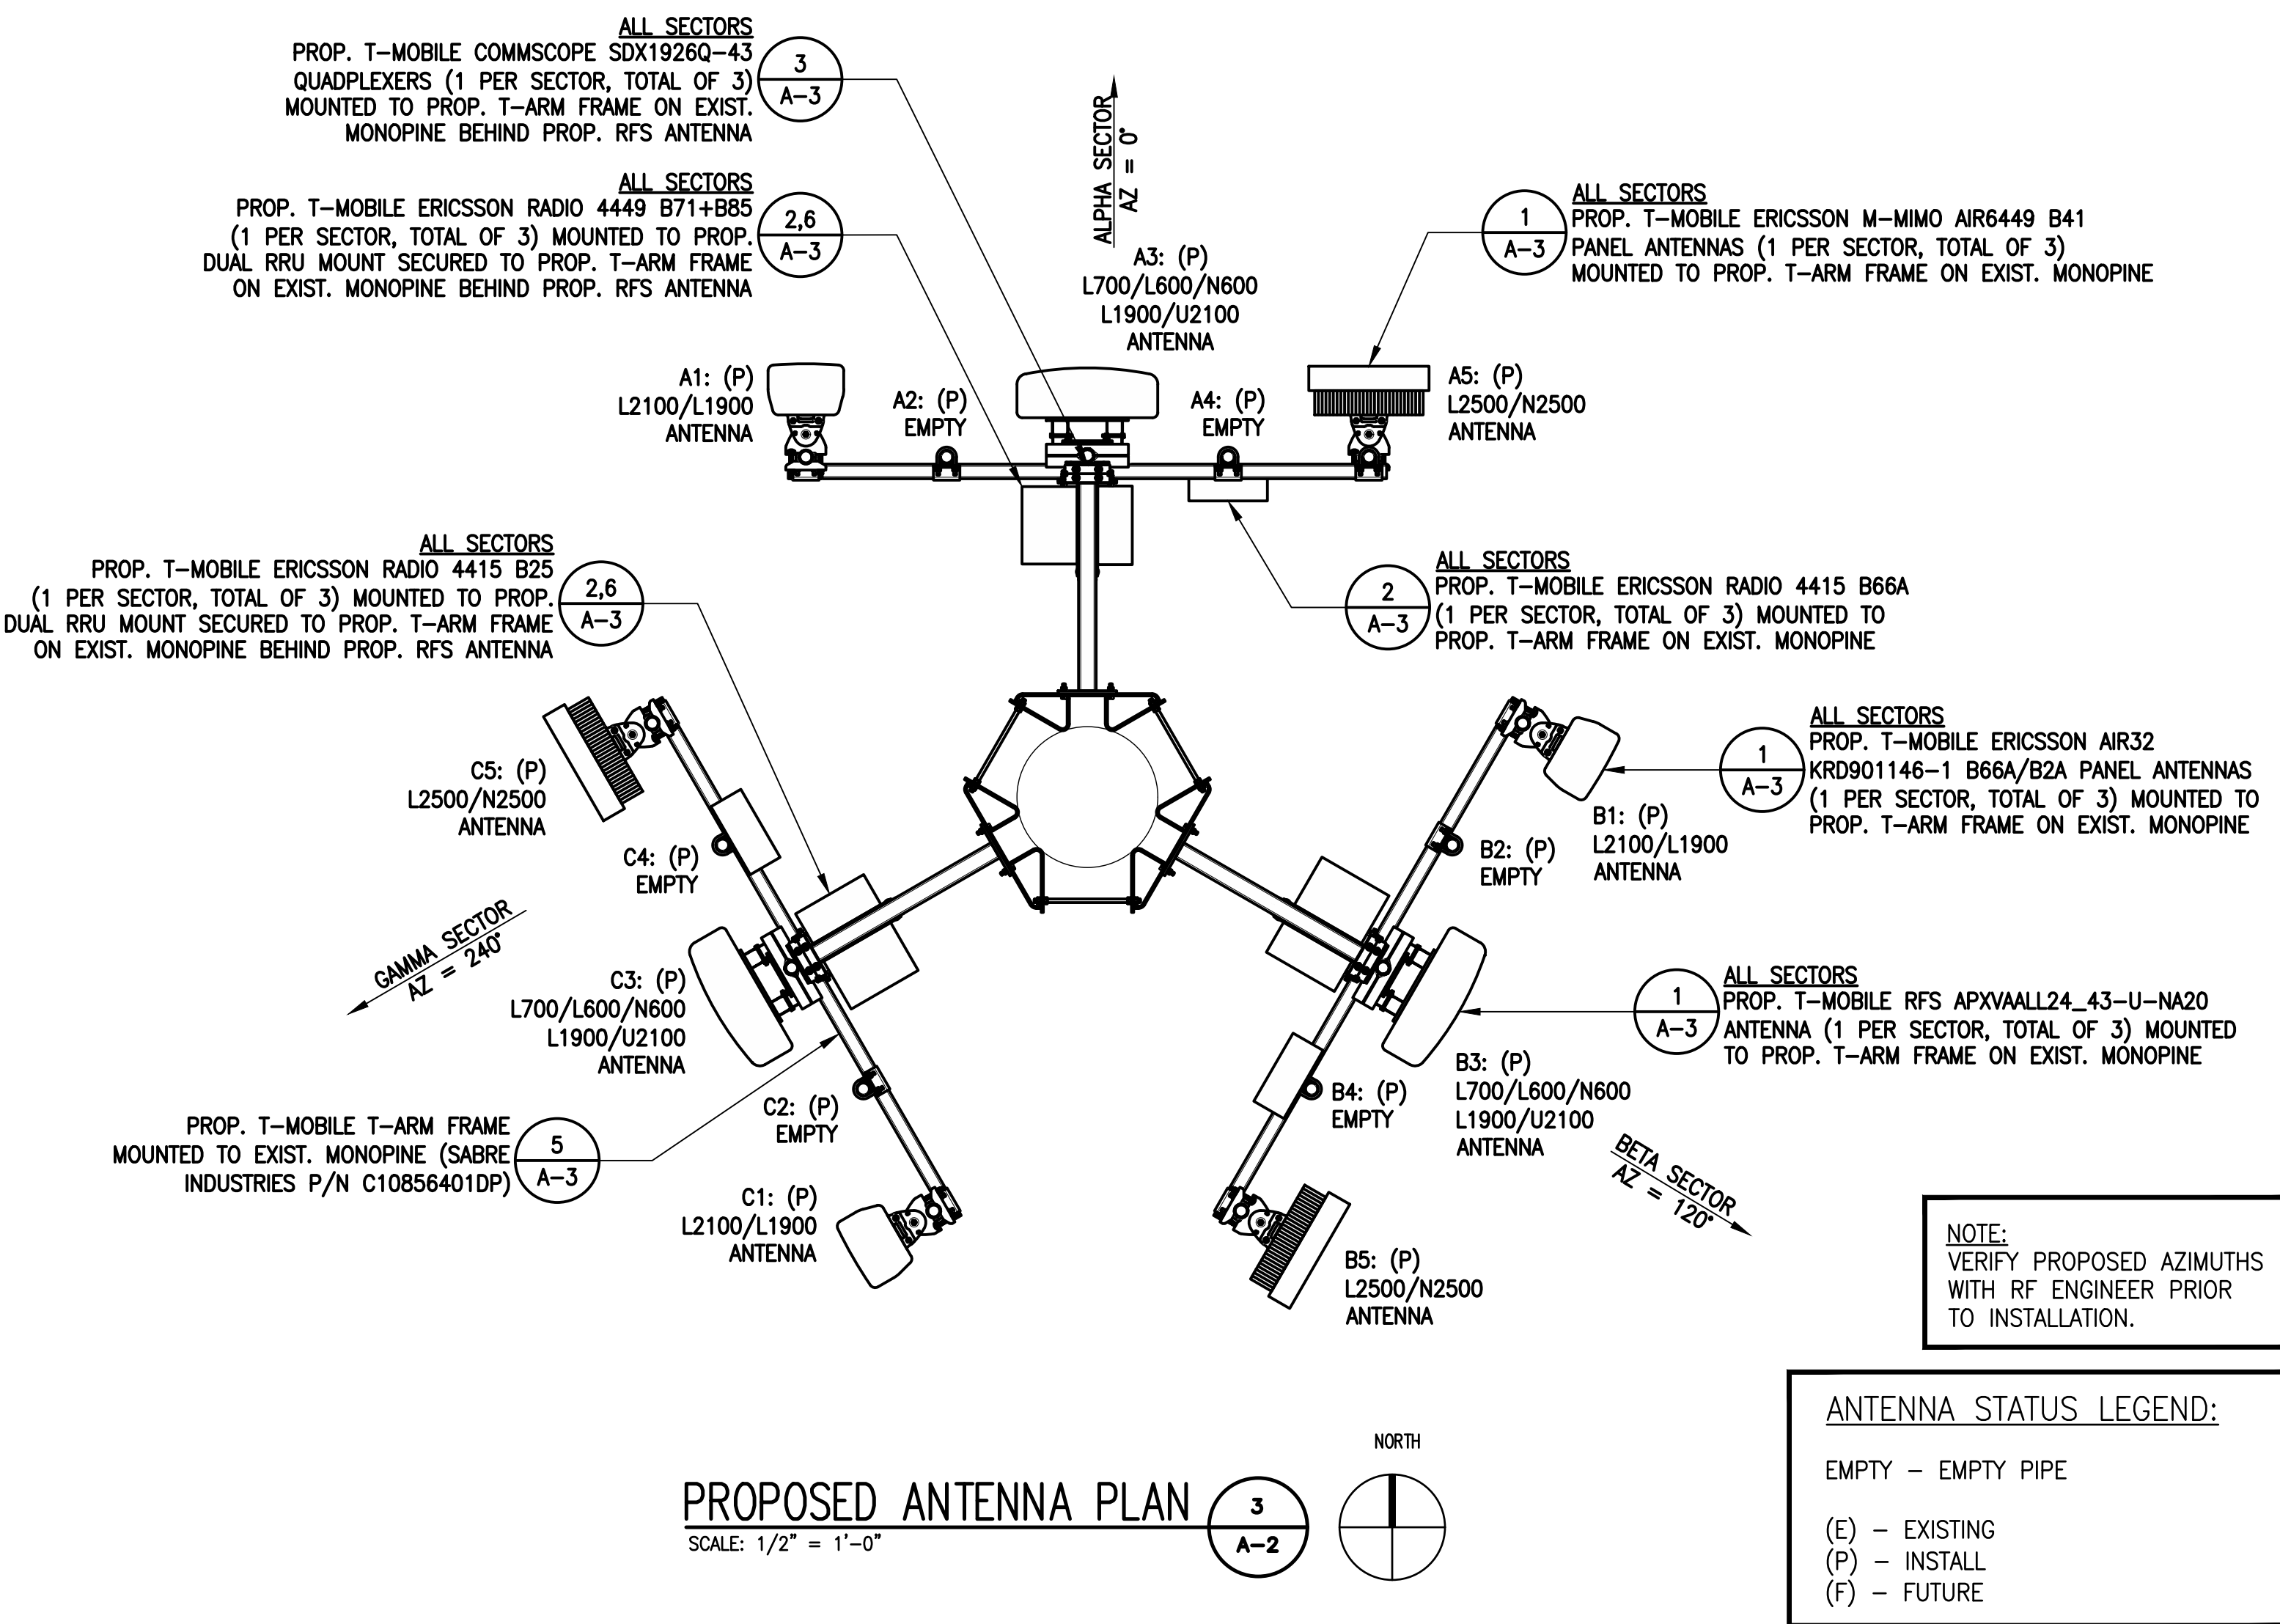 ALL SECTORS
PROP. T-MOBILE COMMSCOPE SDX1926Q-43
QUADPLEXERS (1 PER SECTOR, TOTAL OF 3)
MOUNTED TO PROP. T-ARM FRAME ON EXIST.
MONOPINE BEHIND PROP. RFS ANTENNA
3
A-3
ALL SECTORS
PROP. T-MOBILE ERICSSON RADIO 4449 B71+B85
(1 PER SECTOR, TOTAL OF 3) MOUNTED TO PROP.
DUAL RRU MOUNT SECURED TO PROP. T-ARM FRAME
ON EXIST. MONOPINE BEHIND PROP. RFS ANTENNA
2,6
A-3
ALPHA SECTOR
AZ = 0°
A3: (P)
L700/L600/N600
L1900/U2100
ANTENNA
1
A-3
ALL SECTORS
PROP. T-MOBILE ERICSSON M-MIMO AIR6449 B41
PANEL ANTENNAS (1 PER SECTOR, TOTAL OF 3)
MOUNTED TO PROP. T-ARM FRAME ON EXIST. MONOPINE
A1: (P)
L2100/L1900
ANTENNA
A2: (P)
EMPTY
A4: (P)
EMPTY
A5: (P)
L2500/N2500
ANTENNA
ALL SECTORS
PROP. T-MOBILE ERICSSON RADIO 4415 B25
(1 PER SECTOR, TOTAL OF 3) MOUNTED TO PROP.
DUAL RRU MOUNT SECURED TO PROP. T-ARM FRAME
ON EXIST. MONOPINE BEHIND PROP. RFS ANTENNA
2,6
A-3
2
A-3
ALL SECTORS
PROP. T-MOBILE ERICSSON RADIO 4415 B66A
(1 PER SECTOR, TOTAL OF 3) MOUNTED TO
PROP. T-ARM FRAME ON EXIST. MONOPINE
C5: (P)
L2500/N2500
ANTENNA
C4: (P)
EMPTY
1
A-3
ALL SECTORS
PROP. T-MOBILE ERICSSON AIR32
KRD901146-1 B66A/B2A PANEL ANTENNAS
(1 PER SECTOR, TOTAL OF 3) MOUNTED TO
PROP. T-ARM FRAME ON EXIST. MONOPINE
B1: (P)
L2100/L1900
ANTENNA
B2: (P)
EMPTY
GAMMA SECTOR
AZ = 240°
C3: (P)
L700/L600/N600
L1900/U2100
ANTENNA
1
A-3
ALL SECTORS
PROP. T-MOBILE RFS APXVAALL24_43-U-NA20
ANTENNA (1 PER SECTOR, TOTAL OF 3) MOUNTED
TO PROP. T-ARM FRAME ON EXIST. MONOPINE
B3: (P)
L700/L600/N600
L1900/U2100
ANTENNA
B4: (P)
EMPTY
C2: (P)
EMPTY
PROP. T-MOBILE T-ARM FRAME
MOUNTED TO EXIST. MONOPINE (SABRE
INDUSTRIES P/N C10856401DP)
5
A-3
BETA SECTOR
AZ = 120°
C1: (P)
L2100/L1900
ANTENNA
B5: (P)
L2500/N2500
ANTENNA
NOTE:
VERIFY PROPOSED AZIMUTHS
WITH RF ENGINEER PRIOR
TO INSTALLATION.
ANTENNA STATUS LEGEND:
EMPTY - EMPTY PIPE
(E) - EXISTING
(P) - INSTALL
(F) - FUTURE
PROPOSED ANTENNA PLAN
SCALE: 1/2" = 1'-0"
3
A-2
NORTH